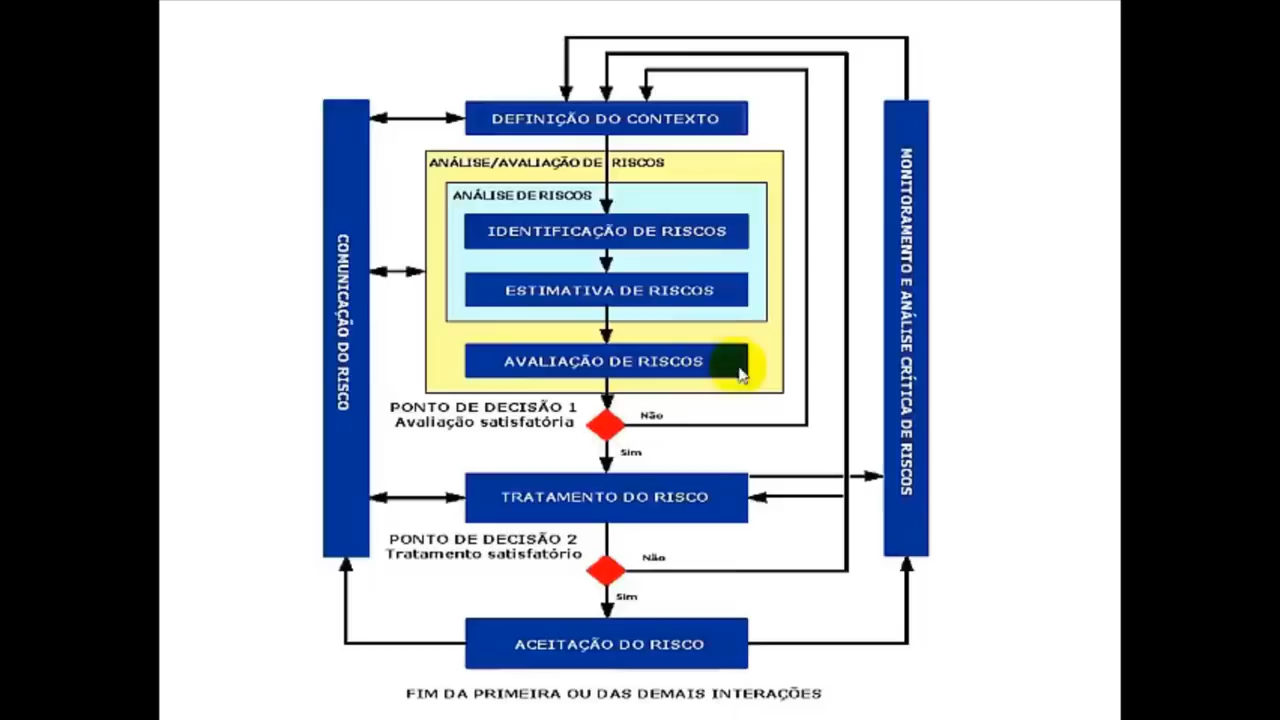 DEFINIÇÃO DO CONTEXTO
ANÁLISE/AVALIAÇÃO DE RISCOS
ANÁLISE DE RISCOS
IDENTIFICAÇÃO DE RISCOS
ESTIMATIVA DE RISCOS
AVALIAÇÃO DE RISCOS
COMUNICAÇÃO DO RISCO
MONITORAMENTO E ANÁLISE CRÍTICA DE RISCOS
PONTO DE DECISÃO 1
Avaliação satisfatória
Não
Sim
TRATAMENTO DO RISCO
PONTO DE DECISÃO 2
Tratamento satisfatório
Não
Sim
ACEITAÇÃO DO RISCO
FIM DA PRIMEIRA OU DAS DEMAIS INTERAÇÕES